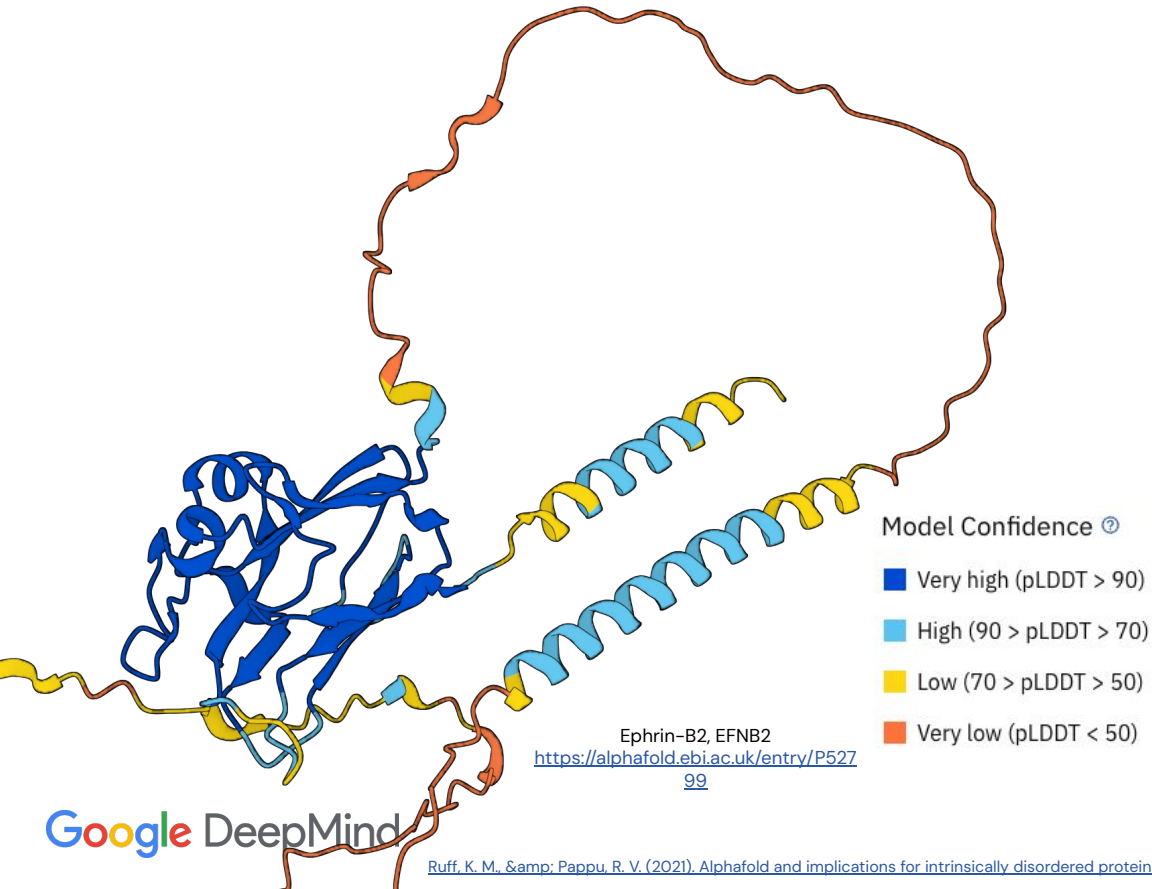 Model Confidence ?
Very high (pLDDT > 90)
High (90 > pLDDT > 70)
Low (70 > pLDDT > 50)
Very low (pLDDT < 50)
Ephrin-B2, EFNB2
https://alphafold.ebi.ac.uk/entry/P527
99
Google DeepMind
Ruff, K. M., &amp; Pappu, R. V. (2021). Alphafold and implications for intrinsically disordered protein